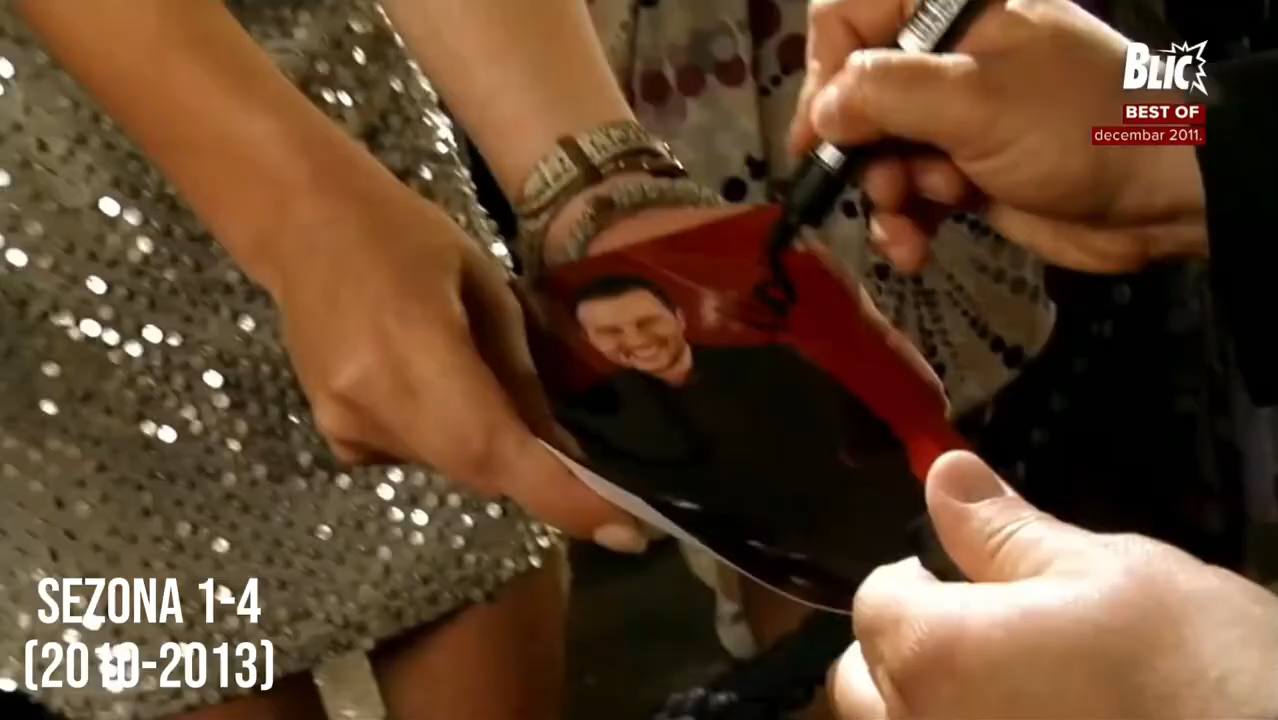 BLIC
BEST OF
decembar 2011.
SEZONA 1-4
(2010-2013)